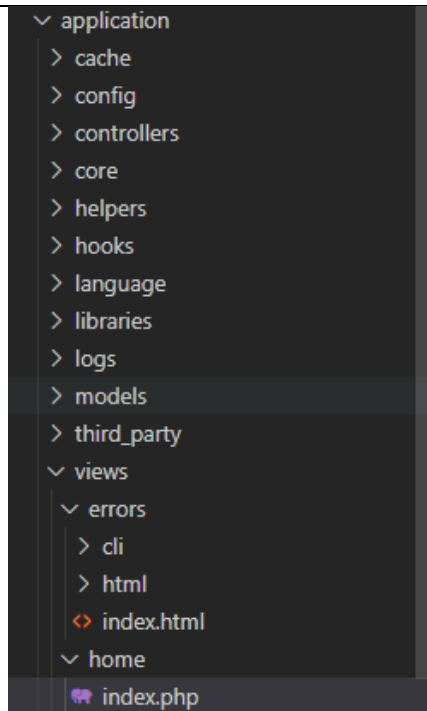 application
cache
config
controllers
core
helpers
hooks
language
libraries
logs
models
third_party
views
errors
cli
html
index.html
home
index.php